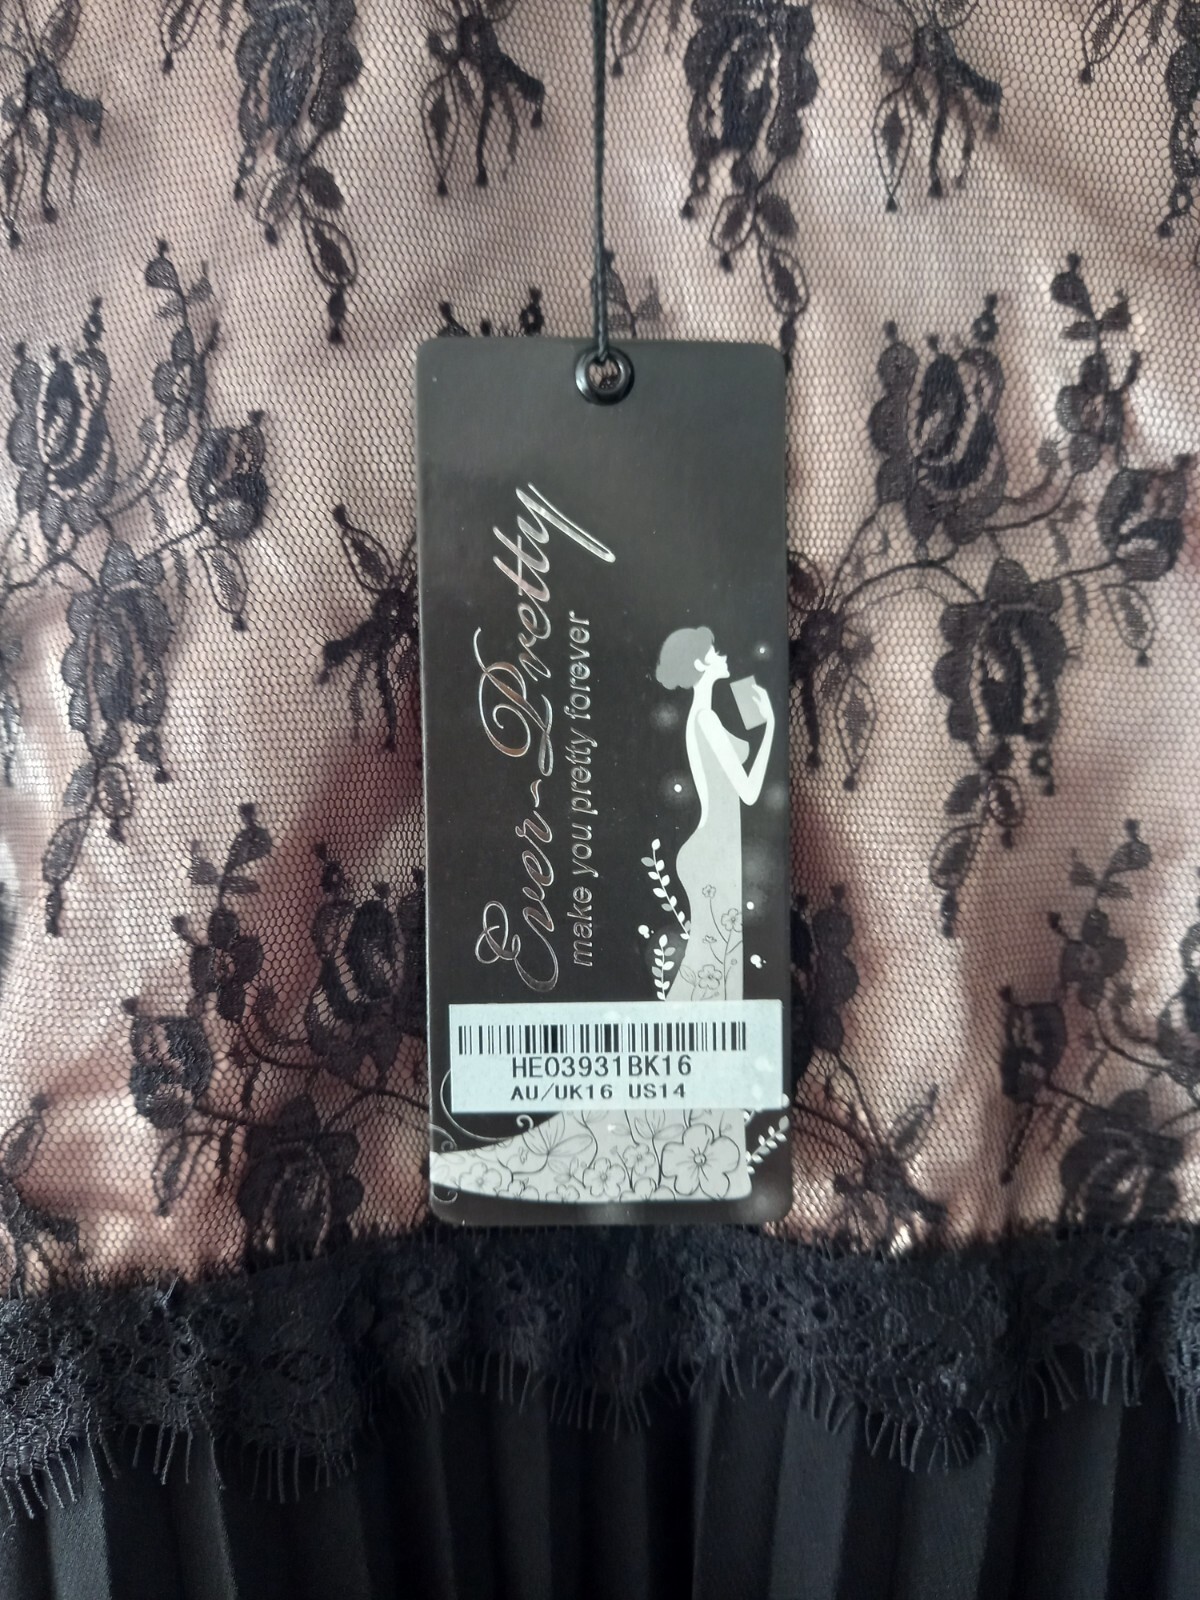 Ever-Pretty
make you pretty forever
HE03931BK16
AU/UK16 US14